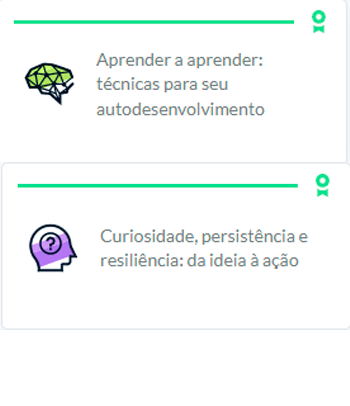 Aprender a aprender:
técnicas para seu
autodesenvolvimento
Curiosidade, persistência e
resiliência: da ideia à ação